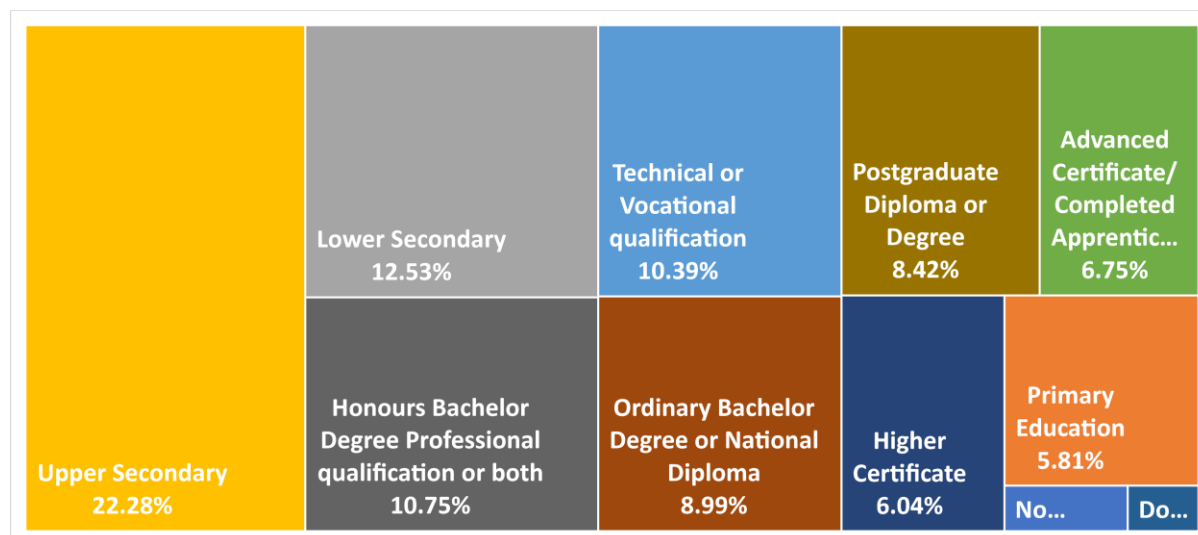 Upper Secondary
22.28%
Lower Secondary
12.53%
Honours Bachelor
Degree Professional
qualification or both
10.75%
Technical or
Vocational
qualification
10.39%
Ordinary Bachelor
Degree or National
Diploma
8.99%
Postgraduate
Diploma or
Degree
8.42%
Advanced
Certificate/
Completed
Apprentic...
6.75%
Higher
Certificate
6.04%
Primary
Education
5.81%
No...
Do...